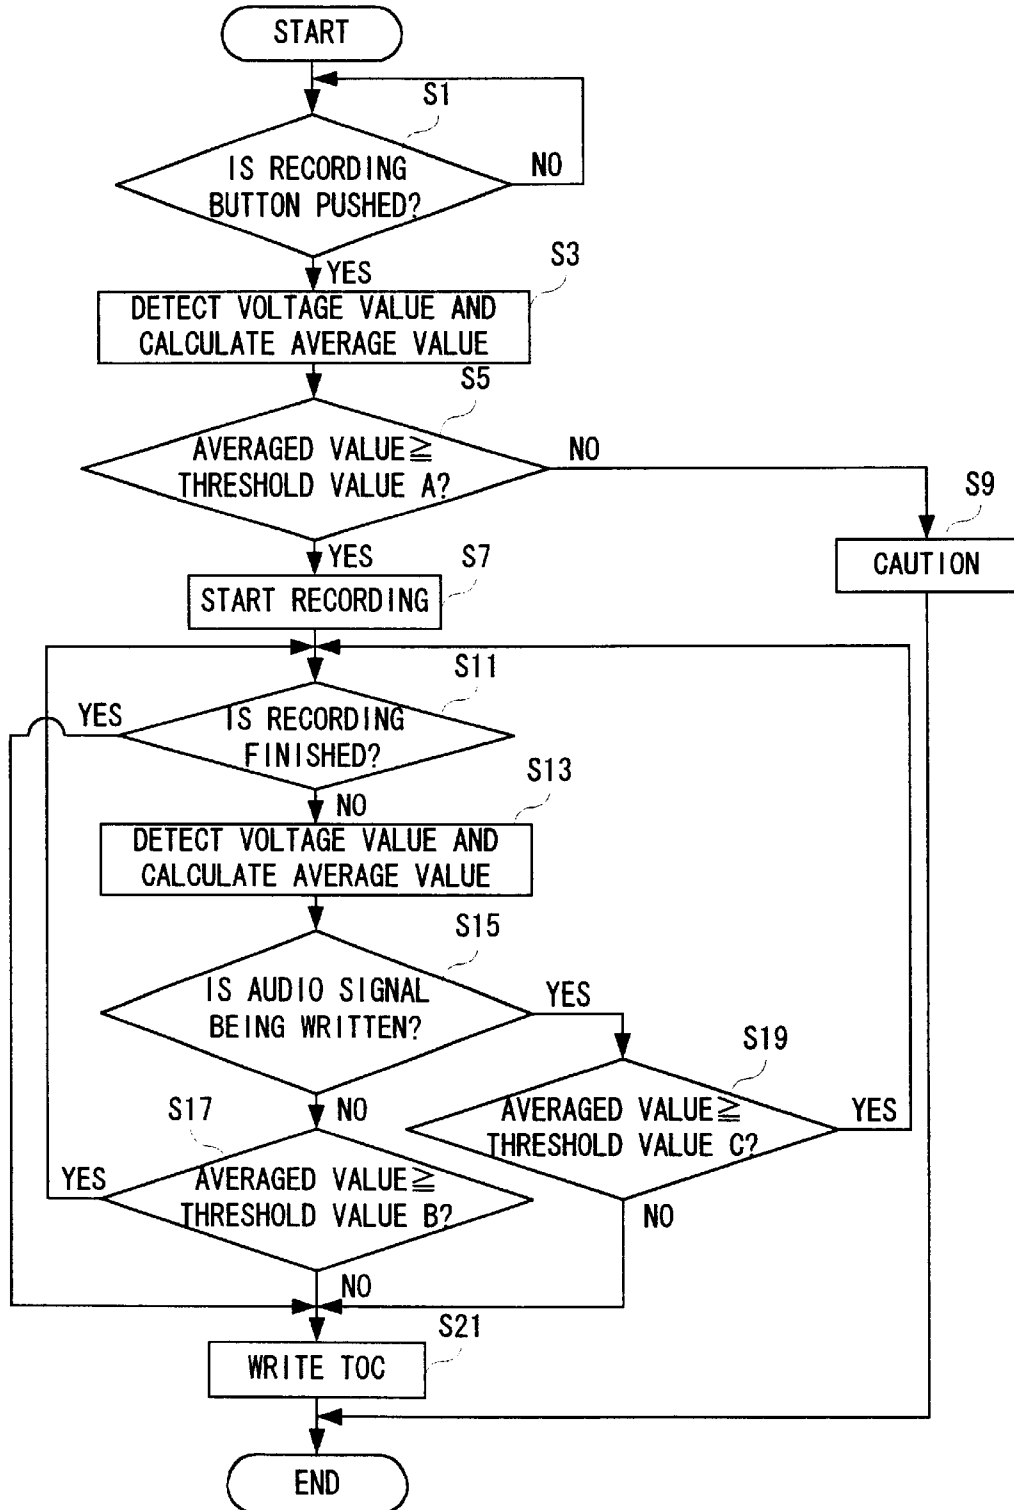 START
S1
IS RECORDING
BUTTON PUSHED?
NO
YES
S3
DETECT VOLTAGE VALUE AND
CALCULATE AVERAGE VALUE
S5
AVERAGED VALUE≧
THRESHOLD VALUE A?
NO
YES
S9
CAUTION
S7
START RECORDING
S11
YES
IS RECORDING
FINISHED?
NO
S13
DETECT VOLTAGE VALUE AND
CALCULATE AVERAGE VALUE
S15
IS AUDIO SIGNAL
BEING WRITTEN?
YES
NO
S19
AVERAGED VALUE≧
THRESHOLD VALUE C?
YES
NO
S17
YES
AVERAGED VALUE≧
THRESHOLD VALUE B?
NO
S21
WRITE TOC
END